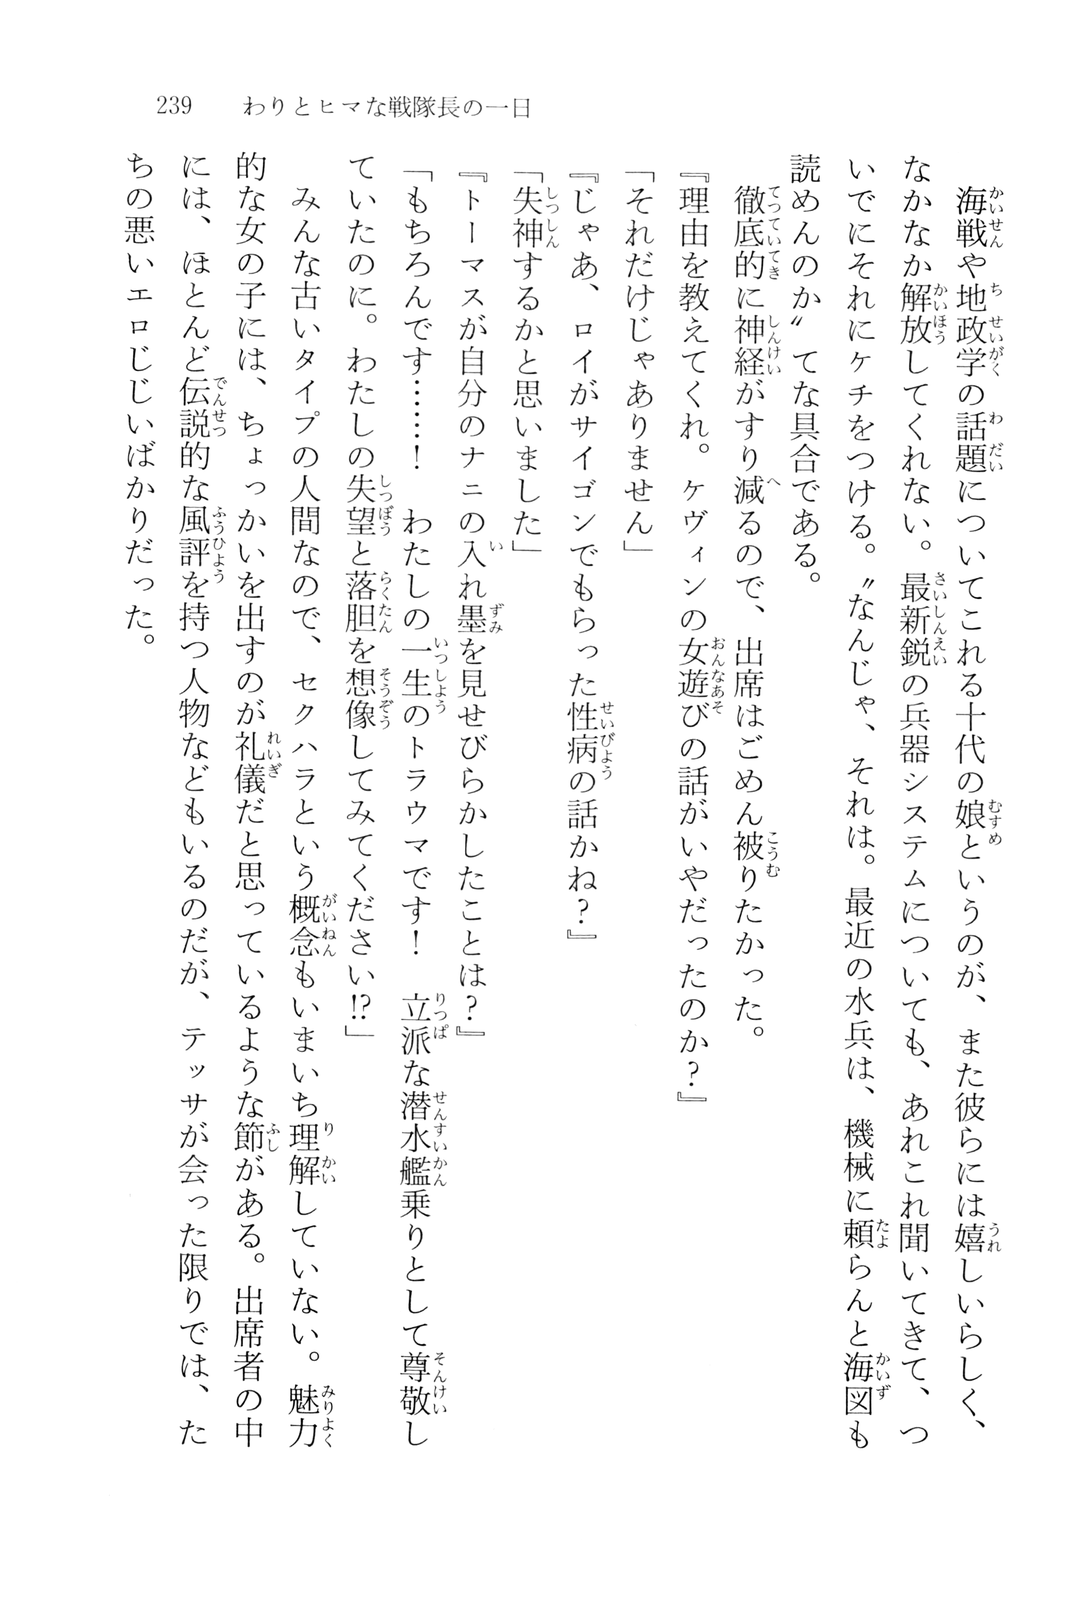 239　わりとヒマな戦隊長の一日
　海戦や地政学の話題についてこれる十代の娘というのが、また彼らには嬉しいらしく、
なかなか解放してくれない。最新鋭の兵器システムについても、あれこれ聞いてきて、つ
いでにそれにケチをつける。〝なんじゃ、それは。最近の水兵は、機械に頼らんと海図も
読めんのか〟てな具合である。
　徹底的に神経がすり減るので、出席はごめん被りたかった。
『理由を教えてくれ。ケヴィンの女遊びの話がいやだったのか？』
「それだけじゃありません」
『じゃあ、ロイがサイゴンでもらった性病の話かね？』
「失神するかと思いました」
『トーマスが自分のナニの入れ墨を見せびらかしたことは？』
「もちろんです……！　わたしの一生のトラウマです！　立派な潜水艦乗りとして尊敬し
ていたのに。わたしの失望と落胆を想像してみてください!?」
　みんな古いタイプの人間なので、セクハラという概念もいまいち理解していない。魅力
的な女の子には、ちょっかいを出すのが礼儀だと思っているような節がある。出席者の中
には、ほとんど伝説的な風評を持つ人物などもいるのだが、テッサが会った限りでは、た
ちの悪いエロじじいばかりだった。